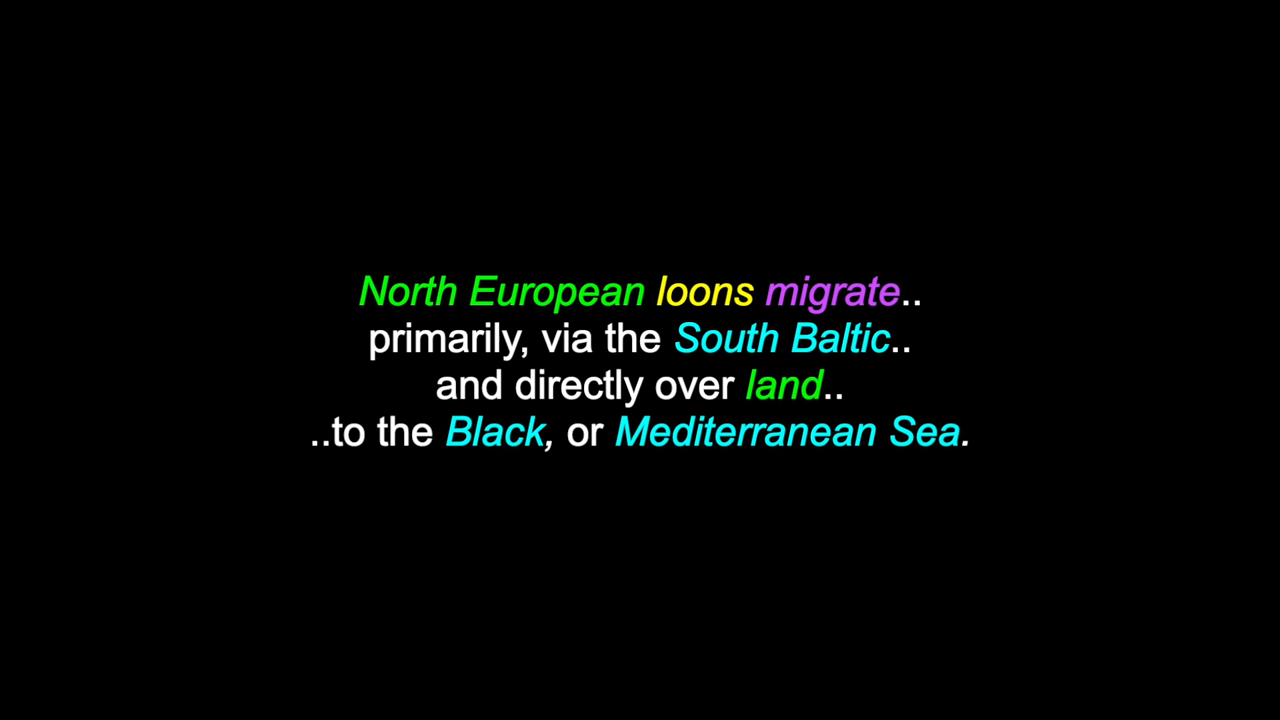 North European loons migrate..
primarily, via the South Baltic..
and directly over land..
..to the Black, or Mediterranean Sea.